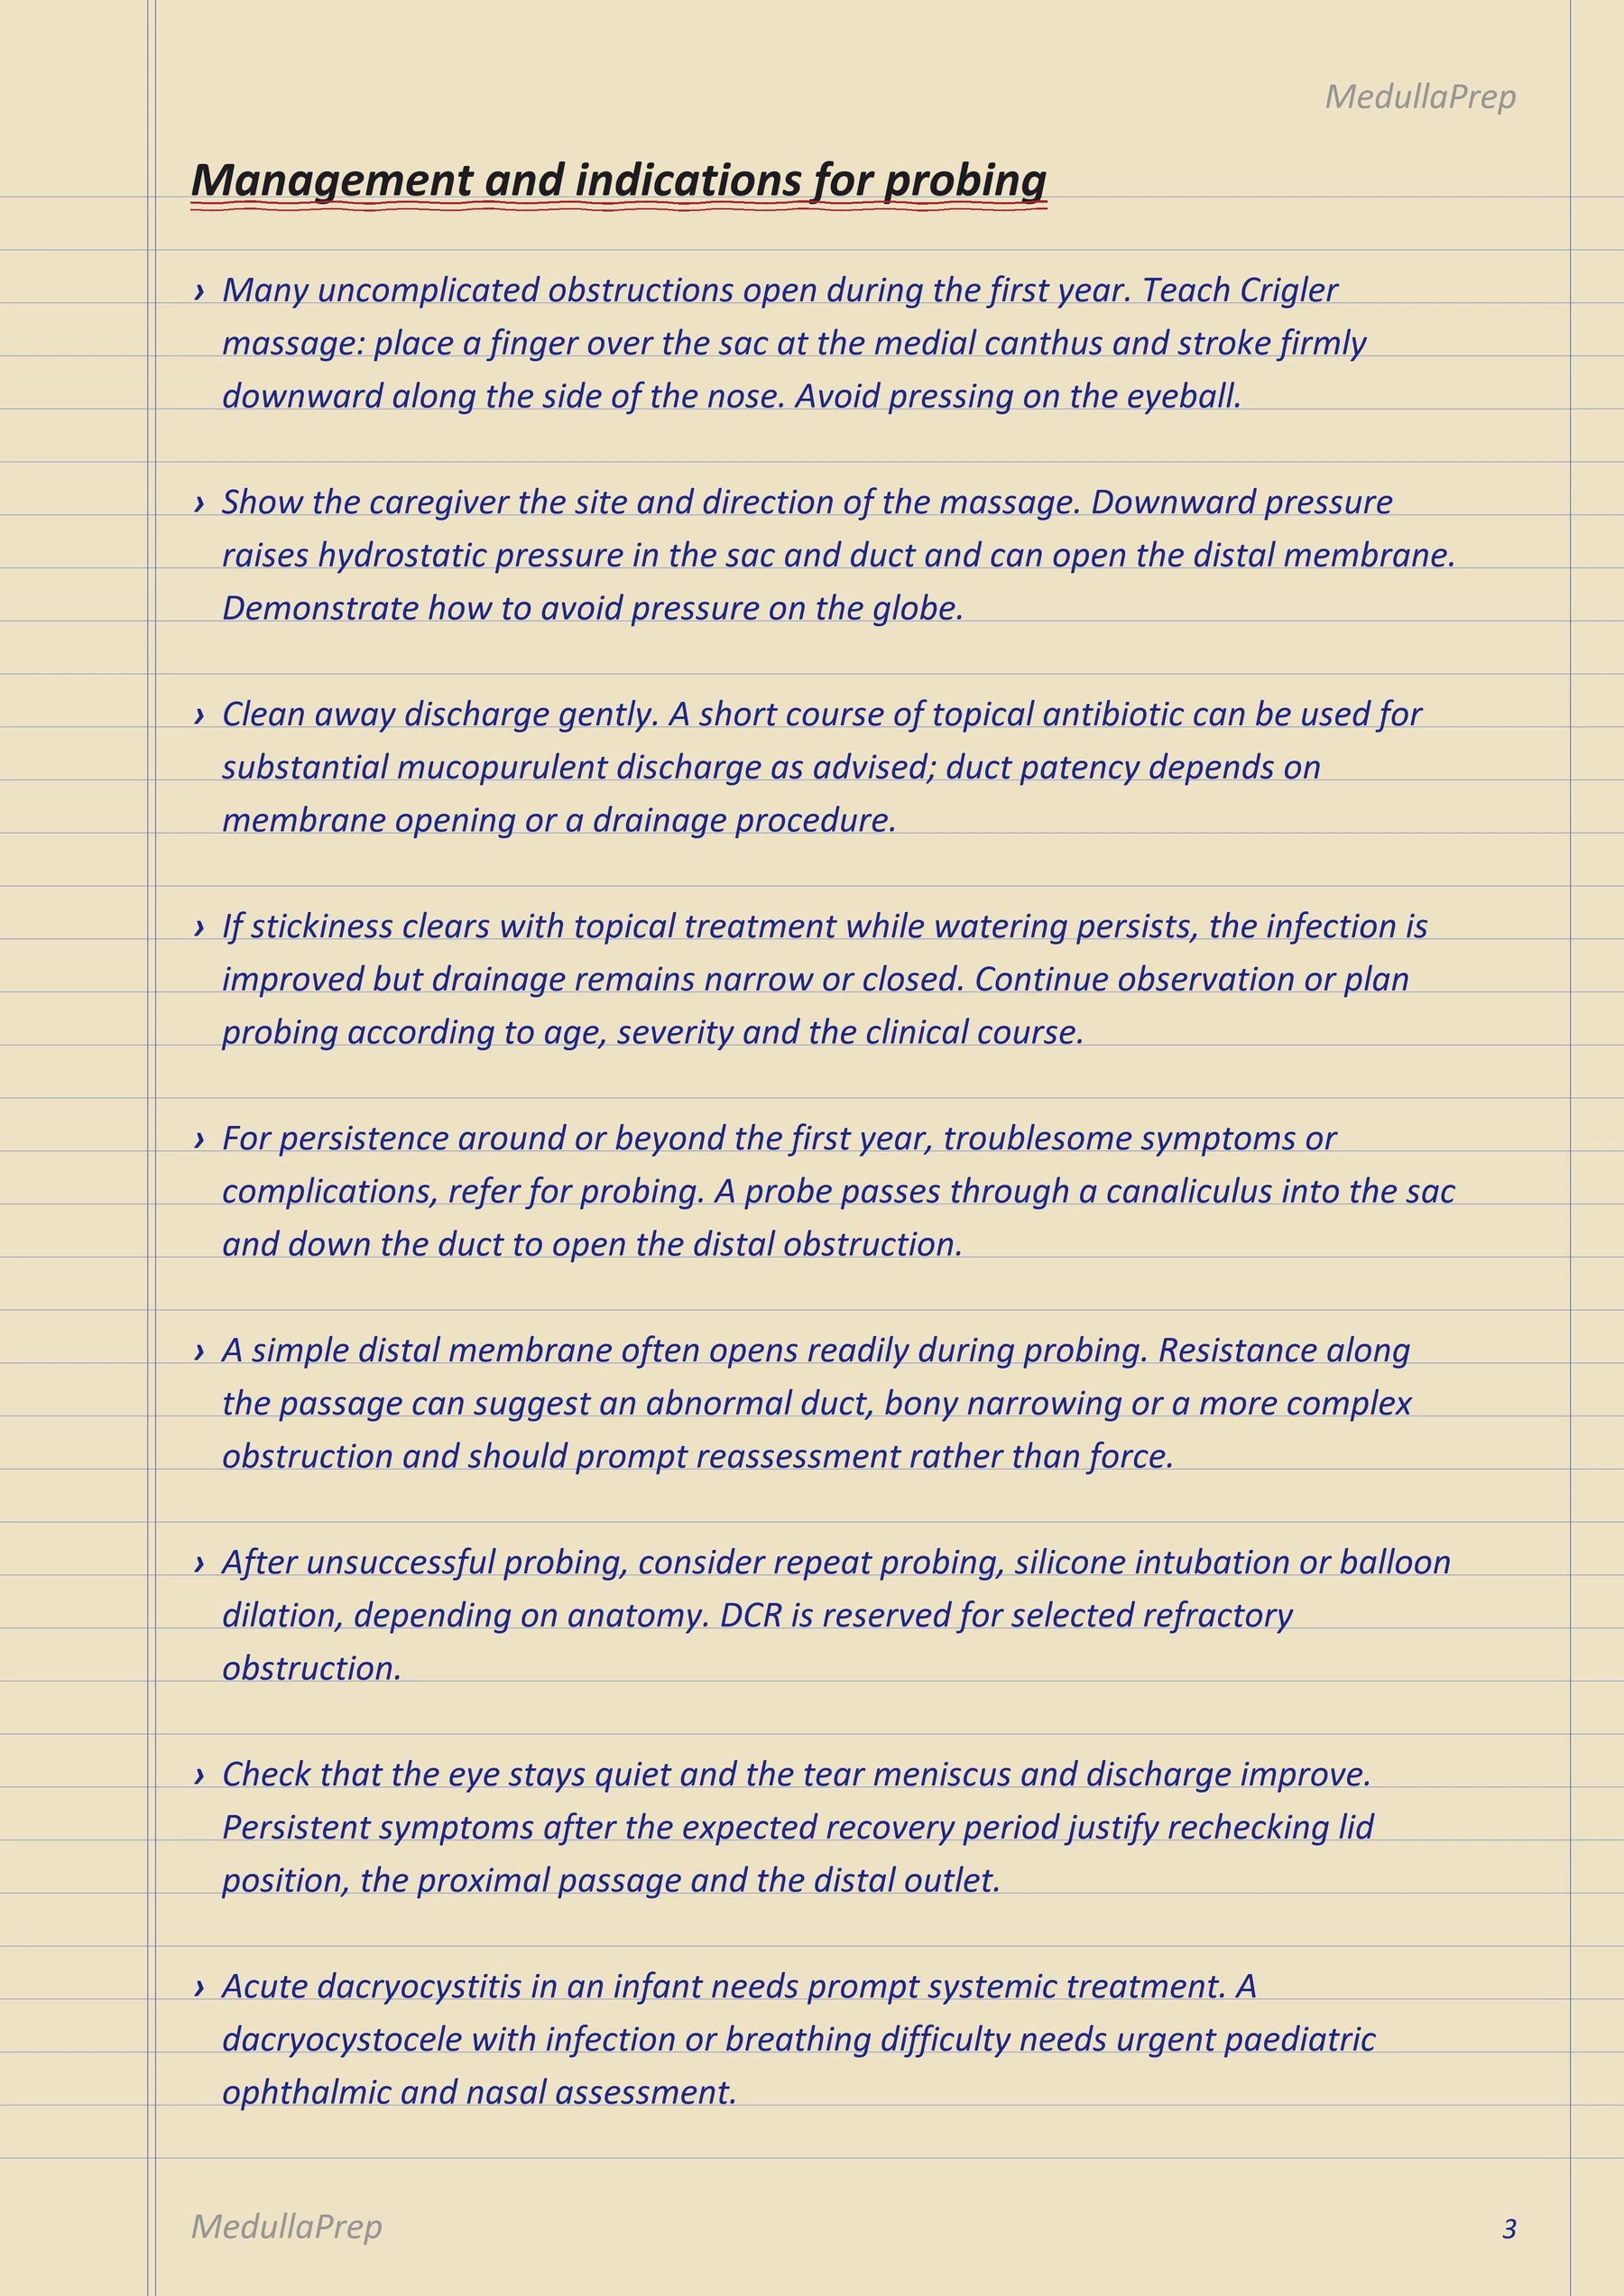 MedullaPrep
Management and indications for probing
› Many uncomplicated obstructions open during the first year. Teach Crigler
massage: place a finger over the sac at the medial canthus and stroke firmly
downward along the side of the nose. Avoid pressing on the eyeball.
› Show the caregiver the site and direction of the massage. Downward pressure
raises hydrostatic pressure in the sac and duct and can open the distal membrane.
Demonstrate how to avoid pressure on the globe.
› Clean away discharge gently. A short course of topical antibiotic can be used for
substantial mucopurulent discharge as advised; duct patency depends on
membrane opening or a drainage procedure.
› If stickiness clears with topical treatment while watering persists, the infection is
improved but drainage remains narrow or closed. Continue observation or plan
probing according to age, severity and the clinical course.
› For persistence around or beyond the first year, troublesome symptoms or
complications, refer for probing. A probe passes through a canaliculus into the sac
and down the duct to open the distal obstruction.
› A simple distal membrane often opens readily during probing. Resistance along
the passage can suggest an abnormal duct, bony narrowing or a more complex
obstruction and should prompt reassessment rather than force.
› After unsuccessful probing, consider repeat probing, silicone intubation or balloon
dilation, depending on anatomy. DCR is reserved for selected refractory
obstruction.
› Check that the eye stays quiet and the tear meniscus and discharge improve.
Persistent symptoms after the expected recovery period justify rechecking lid
position, the proximal passage and the distal outlet.
› Acute dacryocystitis in an infant needs prompt systemic treatment. A
dacryocystocele with infection or breathing difficulty needs urgent paediatric
ophthalmic and nasal assessment.
MedullaPrep
3